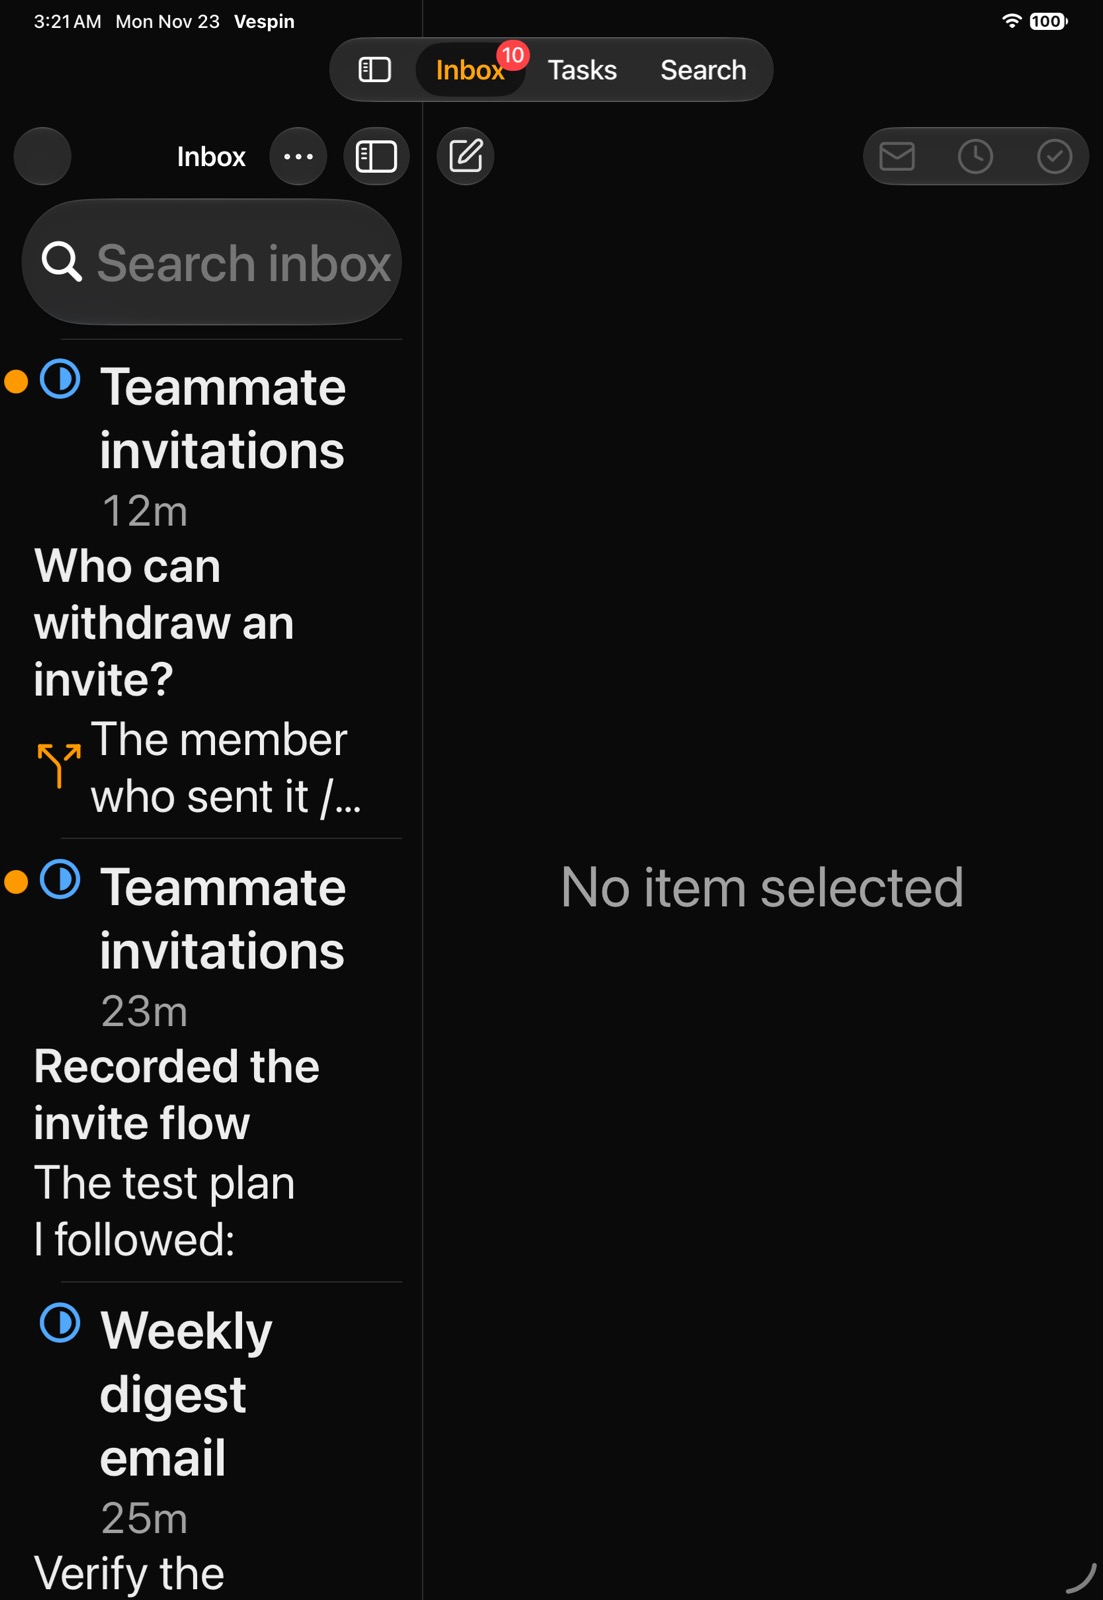 3:21 AM Mon Nov 23 Vespin
100
Inbox 10 Tasks Search
Inbox
Search inbox
Teammate
invitations
12m
Who can
withdraw an
invite?
The member
who sent it /...
Teammate
invitations
23m
Recorded the
invite flow
The test plan
I followed:
Weekly
digest
email
25m
Verify the
No item selected